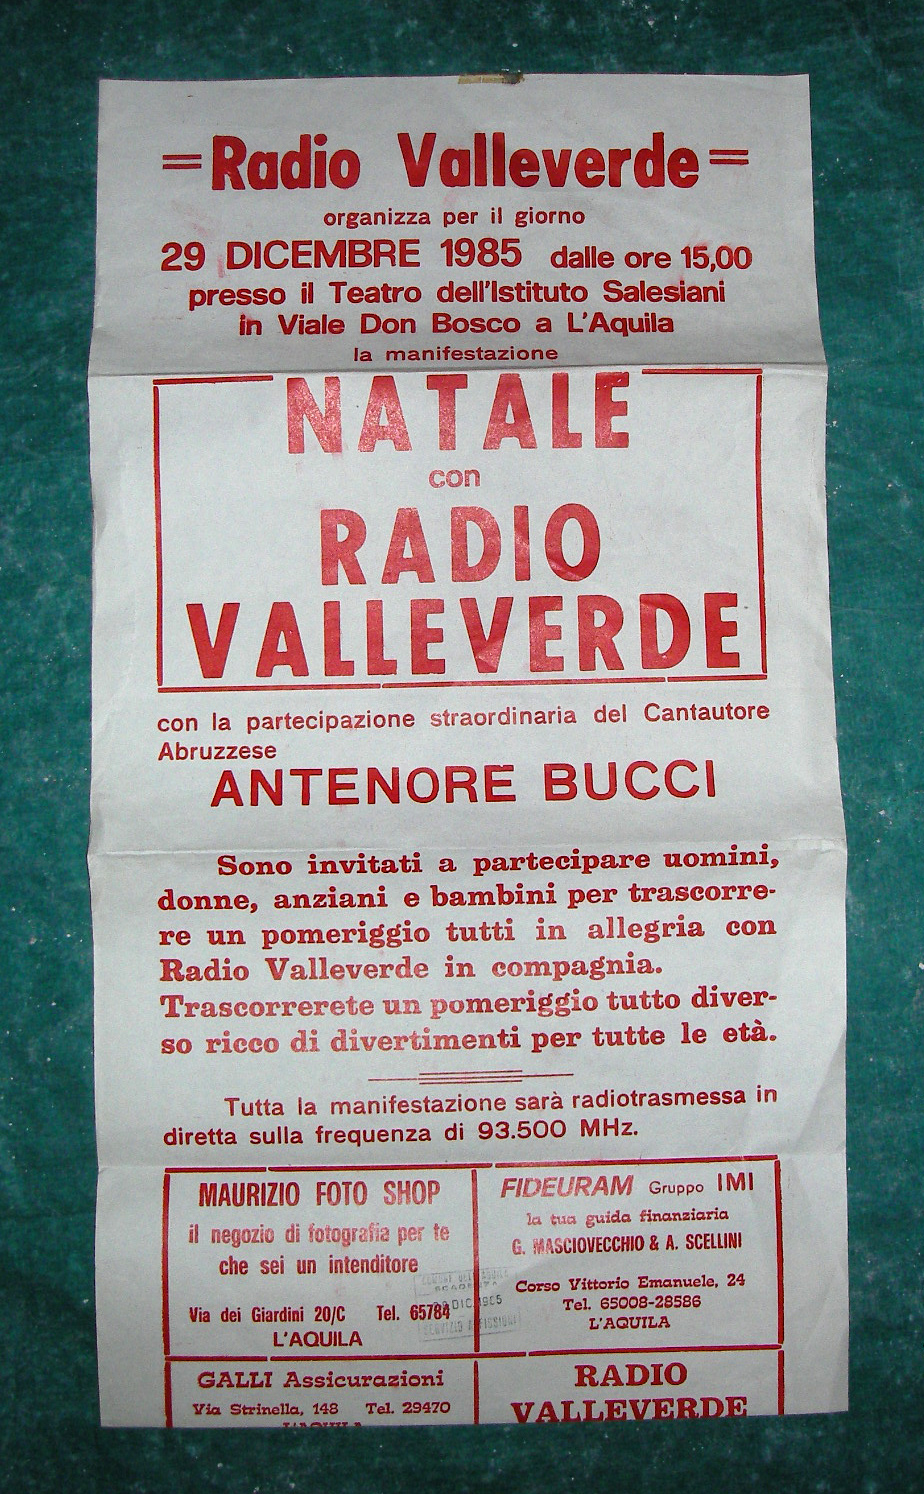 =Radio Valleverde=
organizza per il giorno
29 DICEMBRE 1985 dalle ore 15,00
presso il Teatro dell'Istituto Salesiani
in Viale Don Bosco a L'Aquila
la manifestazione
NATALE
con
RADIO
VALLEVERDE
con la partecipazione straordinaria del Cantautore
Abruzzese
ANTENORE BUCCI
Sono invitati a partecipare uomini,
donne, anziani e bambini per trascorre-
re un pomeriggio tutti in allegria con
Radio Valleverde in compagnia.
Trascorrerete un pomeriggio tutto diver-
so ricco di divertimenti per tutte le età.
Tutta la manifestazione sarà radiotrasmessa in
diretta sulla frequenza di 93.500 MHz.
MAURIZIO FOTO SHOP
il negozio di fotografia per te
che sei un intenditore
Via dei Giardini 20/C Tel. 65784
L'AQUILA
FIDEURAM Gruppo IMI
la tua guida finanziaria
G. MASCIOVECCHIO & A. SCELLINI
Corso Vittorio Emanuele, 24
Tel. 65008-28586
L'AQUILA
SCADENZA
DIC. 1985
SERVIZIO AFFISSIONI
GALLI Assicurazioni
Via Strinella, 148 Tel. 29470
L'AQUILA
RADIO
VALLEVERDE